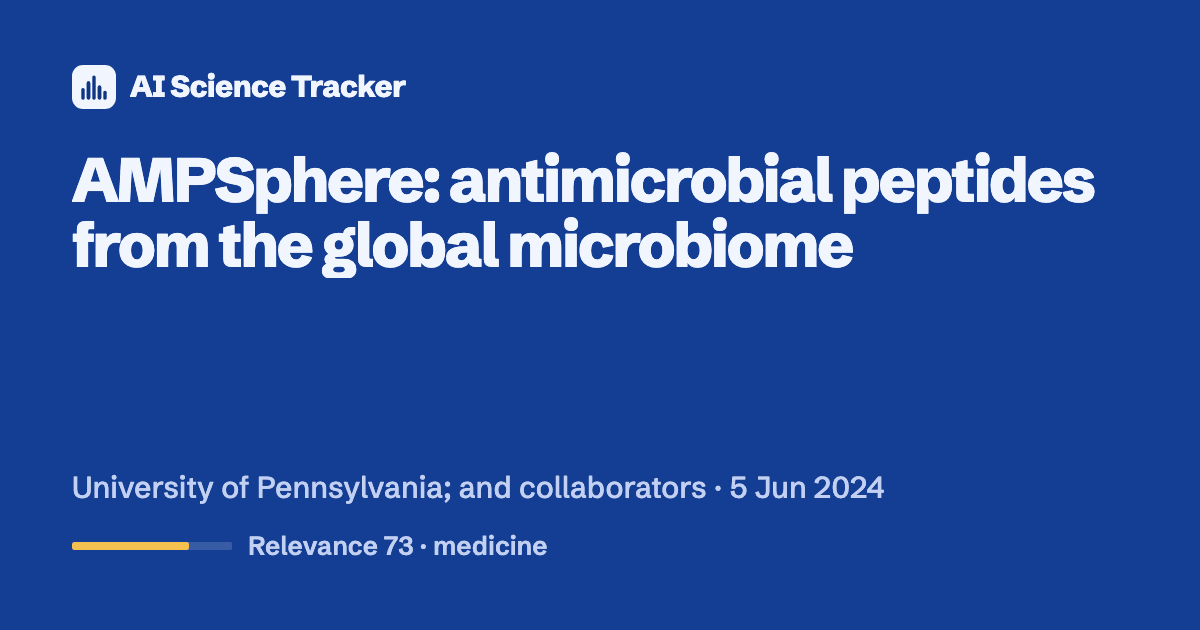 AI Science Tracker
AMPSphere: antimicrobial peptides
from the global microbiome
University of Pennsylvania; and collaborators · 5 Jun 2024
Relevance 73 · medicine